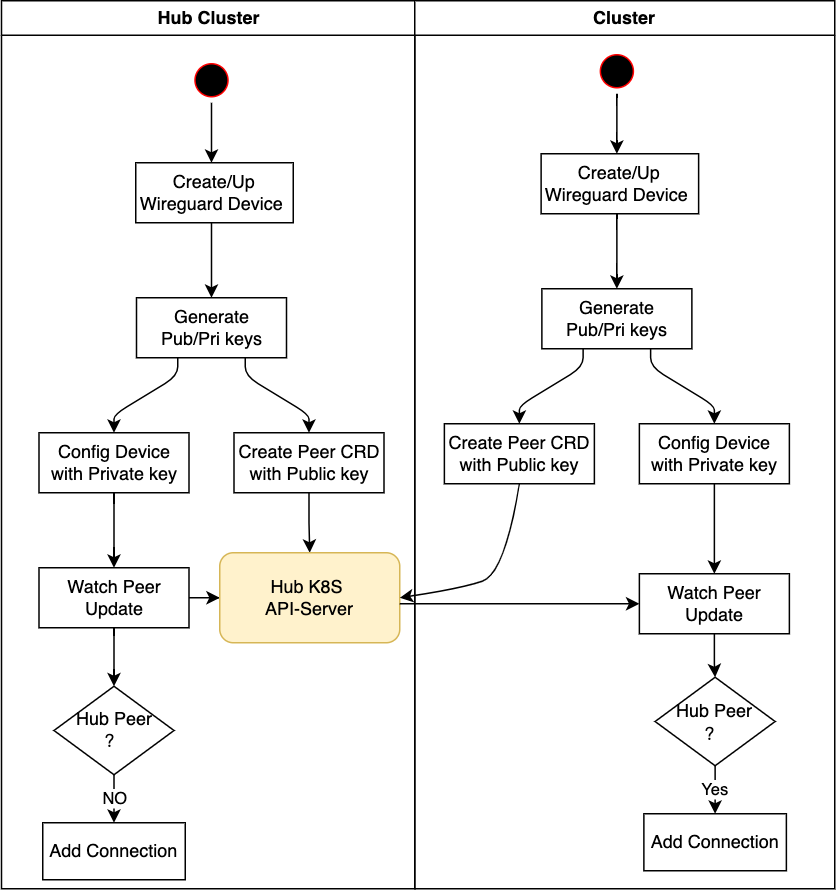 Hub Cluster
Cluster
Create/Up
Wireguard Device
Create/Up
Wireguard Device
Generate
Pub/Pri keys
Generate
Pub/Pri keys
Config Device
with Private key
Create Peer CRD
with Public key
Create Peer CRD
with Public key
Config Device
with Private key
Watch Peer
Update
Hub K8S
API-Server
Watch Peer
Update
Hub Peer
?
Hub Peer
?
NO
Yes
Add Connection
Add Connection